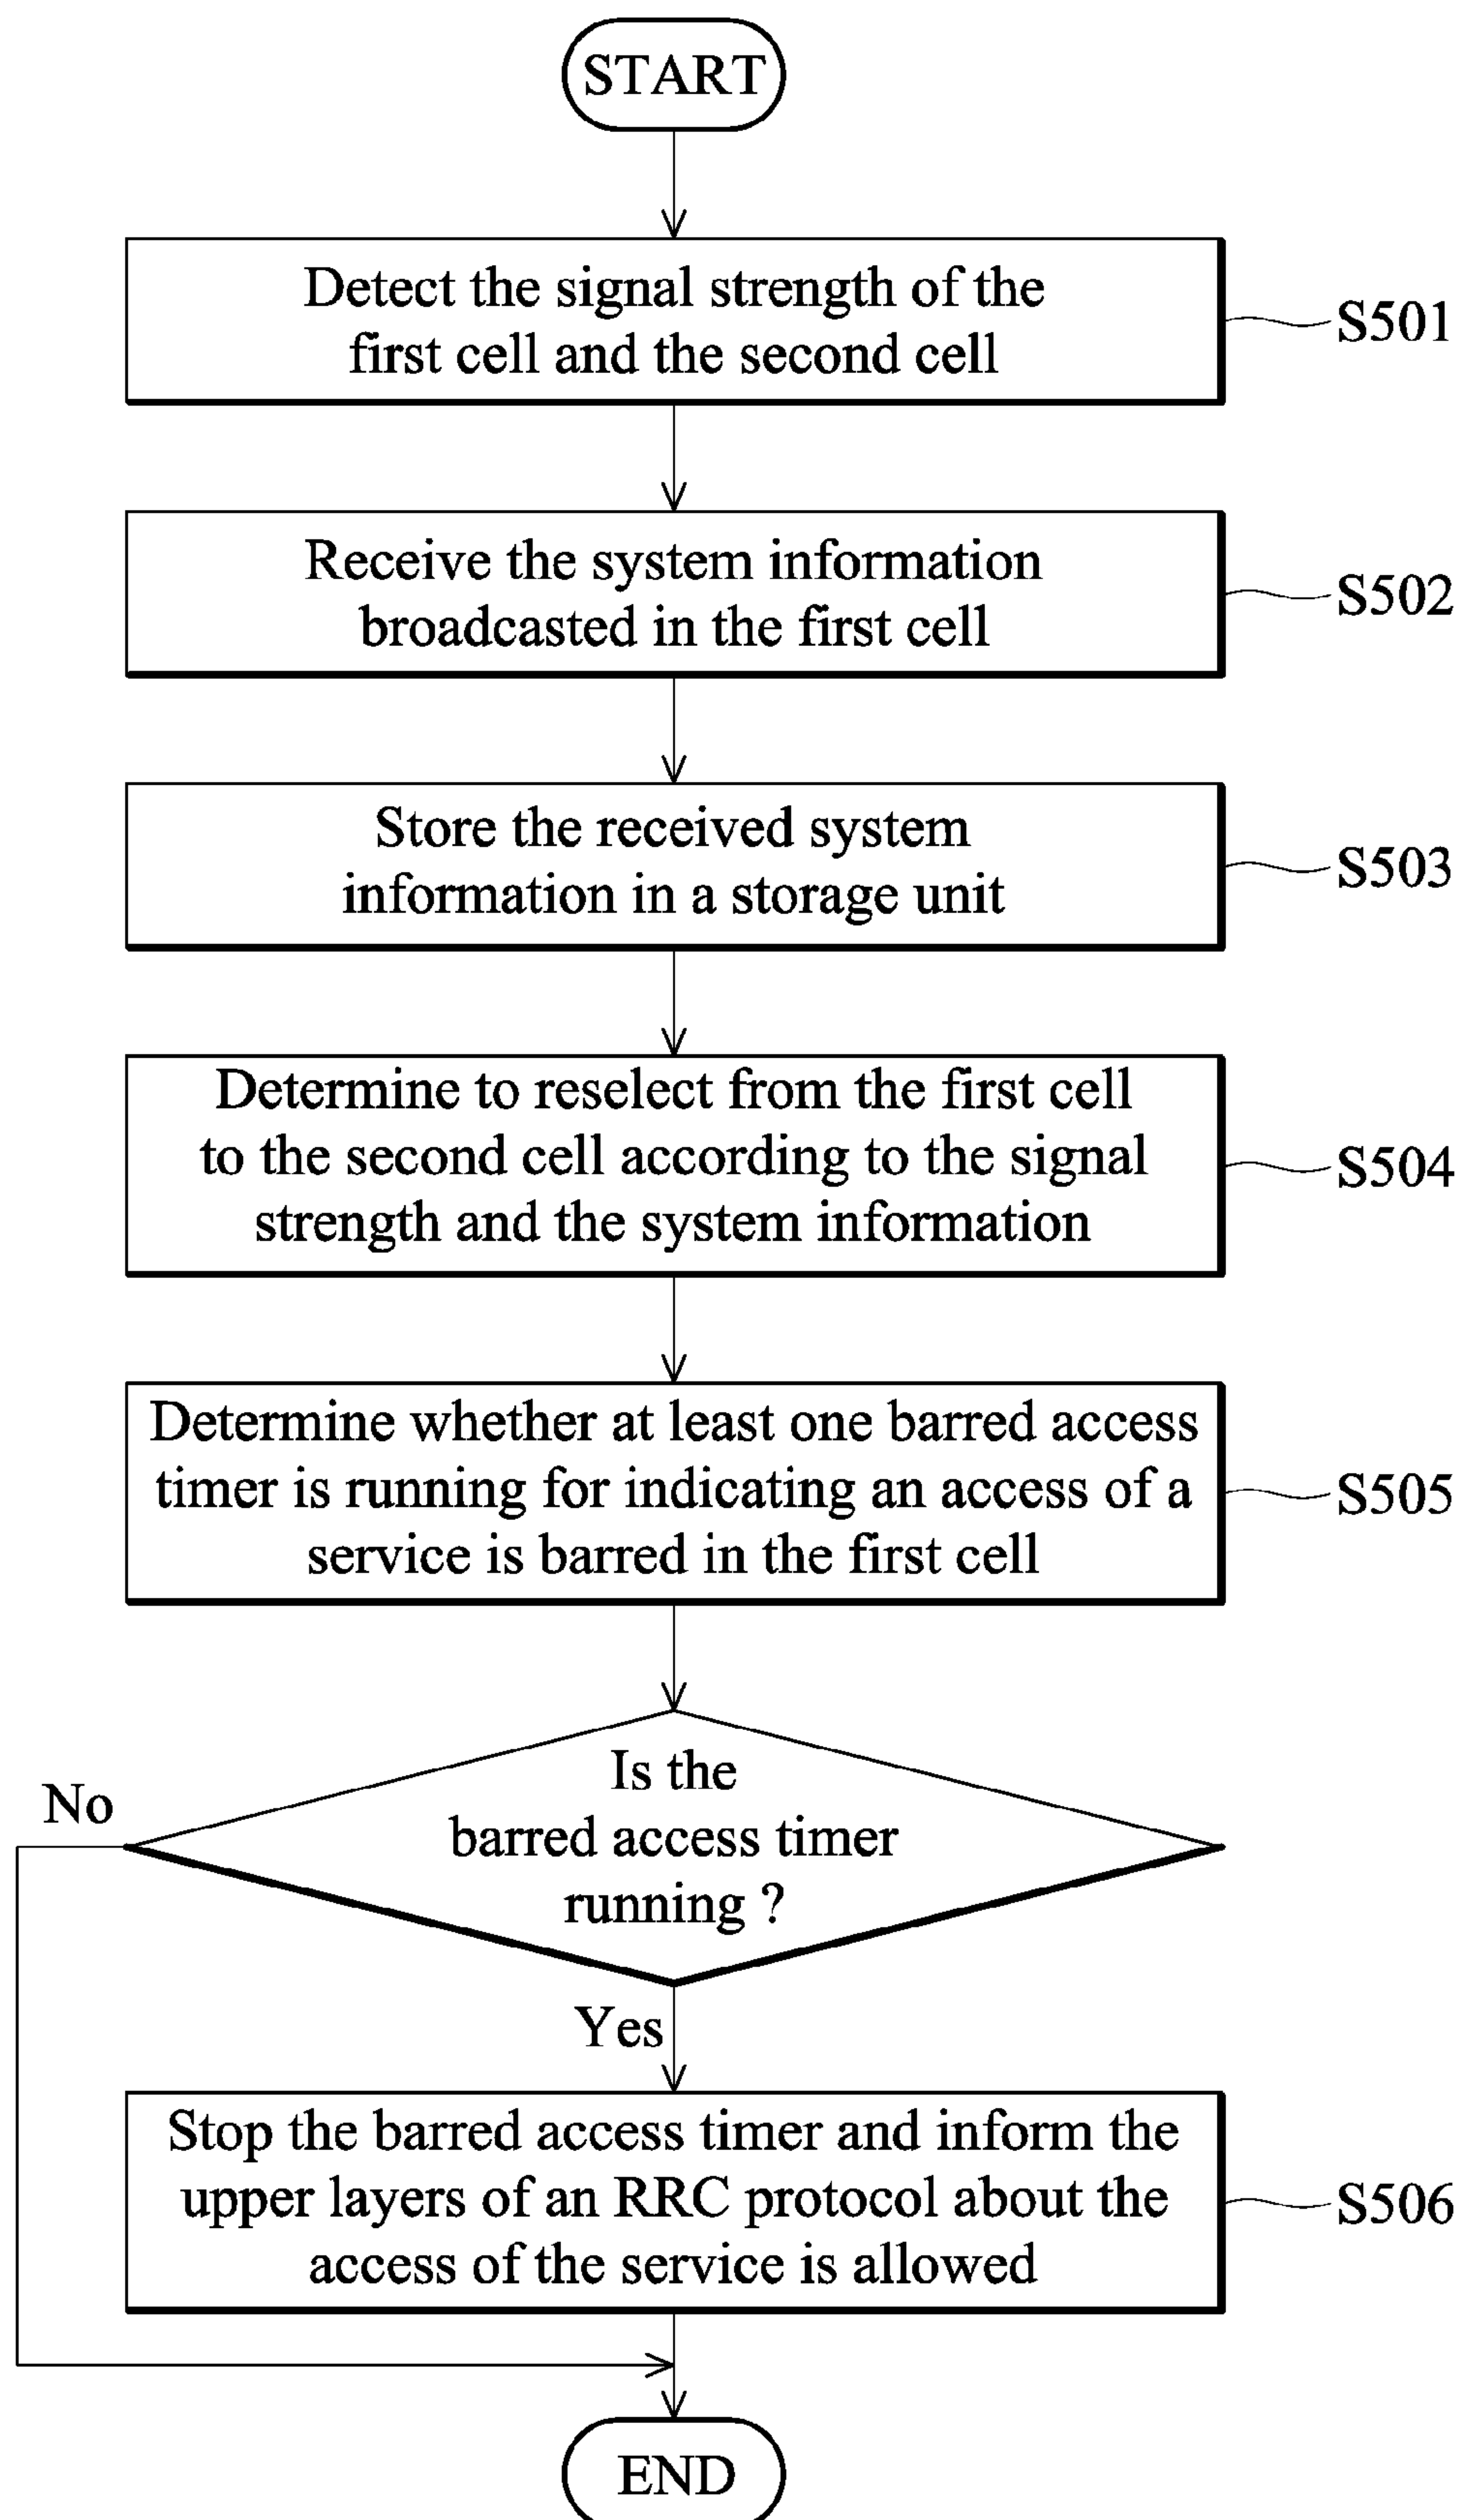 START
Detect the signal strength of the
first cell and the second cell
S501
Receive the system information
broadcasted in the first cell
S502
Store the received system
information in a storage unit
S503
Determine to reselect from the first cell
to the second cell according to the signal
strength and the system information
S504
Determine whether at least one barred access
timer is running for indicating an access of a
service is barred in the first cell
S505
Is the
barred access timer
running ?
No
Yes
Stop the barred access timer and inform the
upper layers of an RRC protocol about the
access of the service is allowed
S506
END